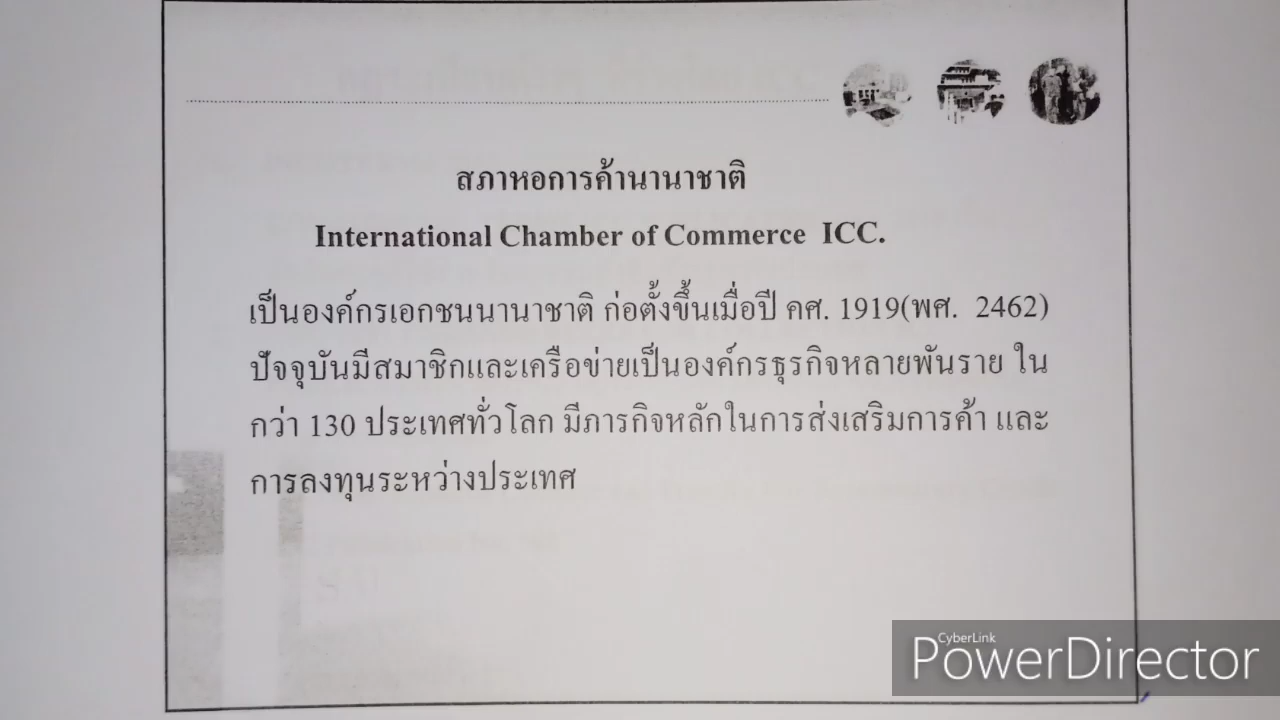 สภาหอการค้านานาชาติ
International Chamber of Commerce ICC.
เป็นองค์กรเอกชนนานาชาติ ก่อตั้งขึ้นเมื่อปี คศ. 1919(พศ. 2462)
ปัจจุบันมีสมาชิกและเครือข่ายเป็นองค์กรธุรกิจหลายพันราย ใน
กว่า 130 ประเทศทั่วโลก มีภารกิจหลักในการส่งเสริมการค้า และ
การลงทุนระหว่างประเทศ
CyberLink
PowerDirector